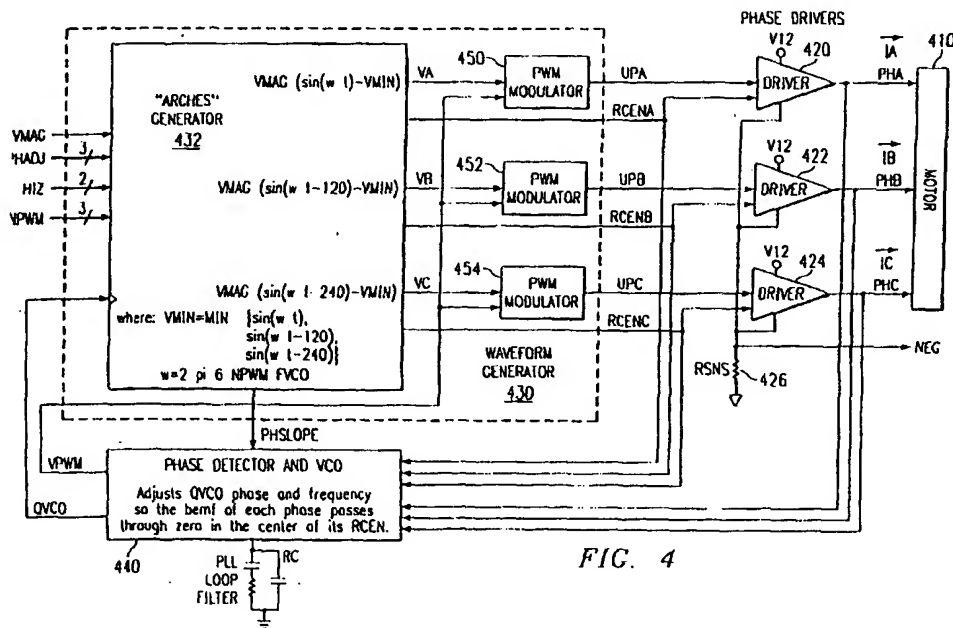 PHASE DRIVERS
V12
420
IA
410
450
"ARCHES"
GENERATOR
432
VMAG (sin(w t)-VMIN)
VA
PWM
MODULATOR
UPA
DRIVER
PHA
RCENA
VMAG
3
HADJ
2
HIZ
3
NPWM
452
V12
422
IB
VMAG (sin(w t-120)-VMIN)
VB
PWM
MODULATOR
UPB
DRIVER
PHB
RCENB
MOTOR
454
V12
424
IC
VMAG (sin(w t-240)-VMIN)
VC
PWM
MODULATOR
UPC
DRIVER
PHC
RCENC
where: VMIN=MIN {sin(w t),
sin(w t-120),
sin(w t-240)}
w=2 pi 6 NPWM FVCO
WAVEFORM
GENERATOR
430
NEG
RSNS
426
PHSLOPE
VPWM
QVCO
PHASE DETECTOR AND VCO
Adjusts QVCO phase and frequency
so the bemf of each phase passes
through zero in the center of its RCEN.
440
RC
PLL
LOOP
FILTER
FIG. 4